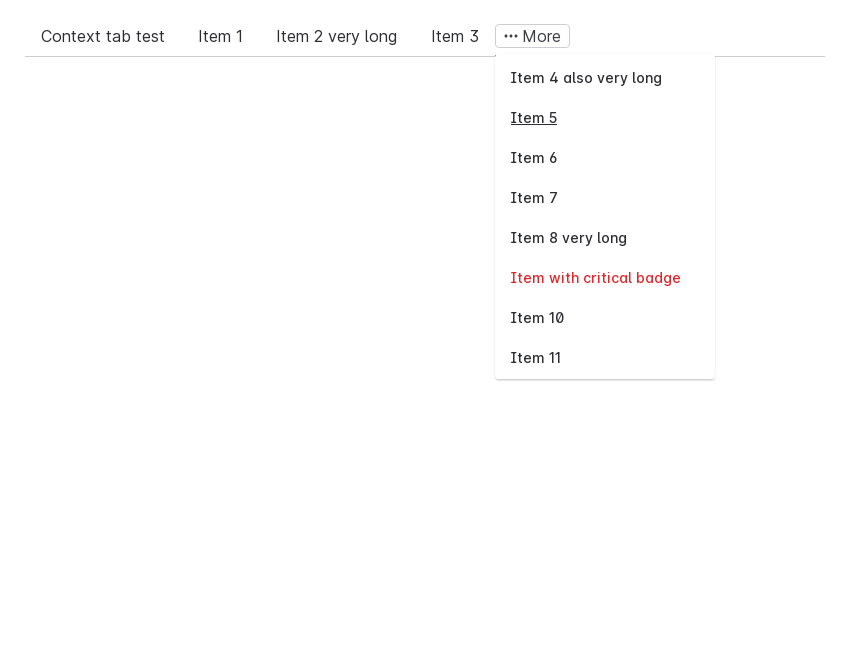 Context tab test Item 1 Item 2 very long Item 3 ··· More
Item 4 also very long
Item 5
Item 6
Item 7
Item 8 very long
Item with critical badge
Item 10
Item 11